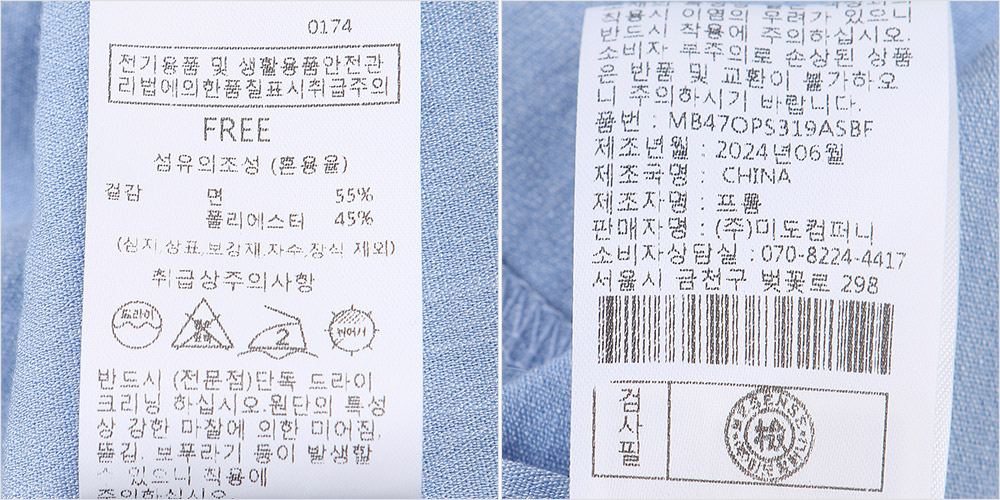 0174
전기용품 및 생활용품안전관
리법에의한품질표시취급주의
FREE
섬유의조성 (혼용율)
겉감 면 55%
폴리에스터 45%
(심지,상표,보강재,자수,장식 제외)
취급상주의사항
드라이
2
반드시 (전문점)단독 드라이
크리닝 하십시오.원단의 특성
상 강한 마찰에 의한 미어짐,
뜯김, 보푸라기 등이 발생할
수 있으니 착용에
주의하십시오
반드시 착용에 주의하십시오.
소비자 부주의로 손상된 상품
은 반품 및 교환이 불가하오
니 주의하시기 바랍니다.
품번 : MB47OPS319ASBF
제조년월 : 2024년06월
제조국명 : CHINA
제조자명 : 프롬
판매자명 : (주)미도컴퍼니
소비자상담실 : 070-8224-4417
서울시 금천구 벚꽃로 298
검사필